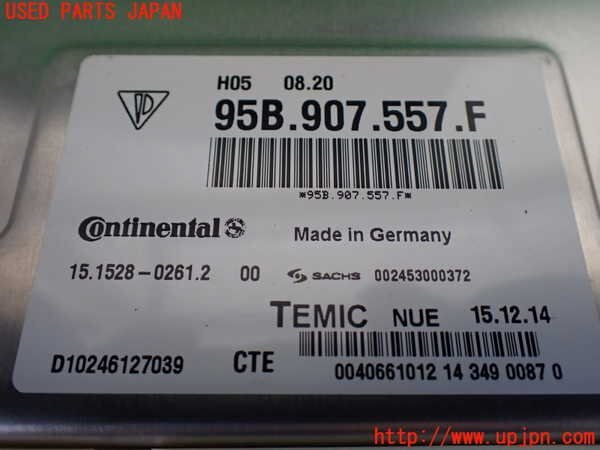 USED PARTS JAPAN
H05 08.20
PD
95B.907.557.F
*95B.907.557.F*
Continental
Made in Germany
15.1528-0261.2 00 SACHS 002453000372
TEMIC NUE 15.12.14
D10246127039 CTE
0040661012 14 349 0087 0
http://www.upjpn.com/